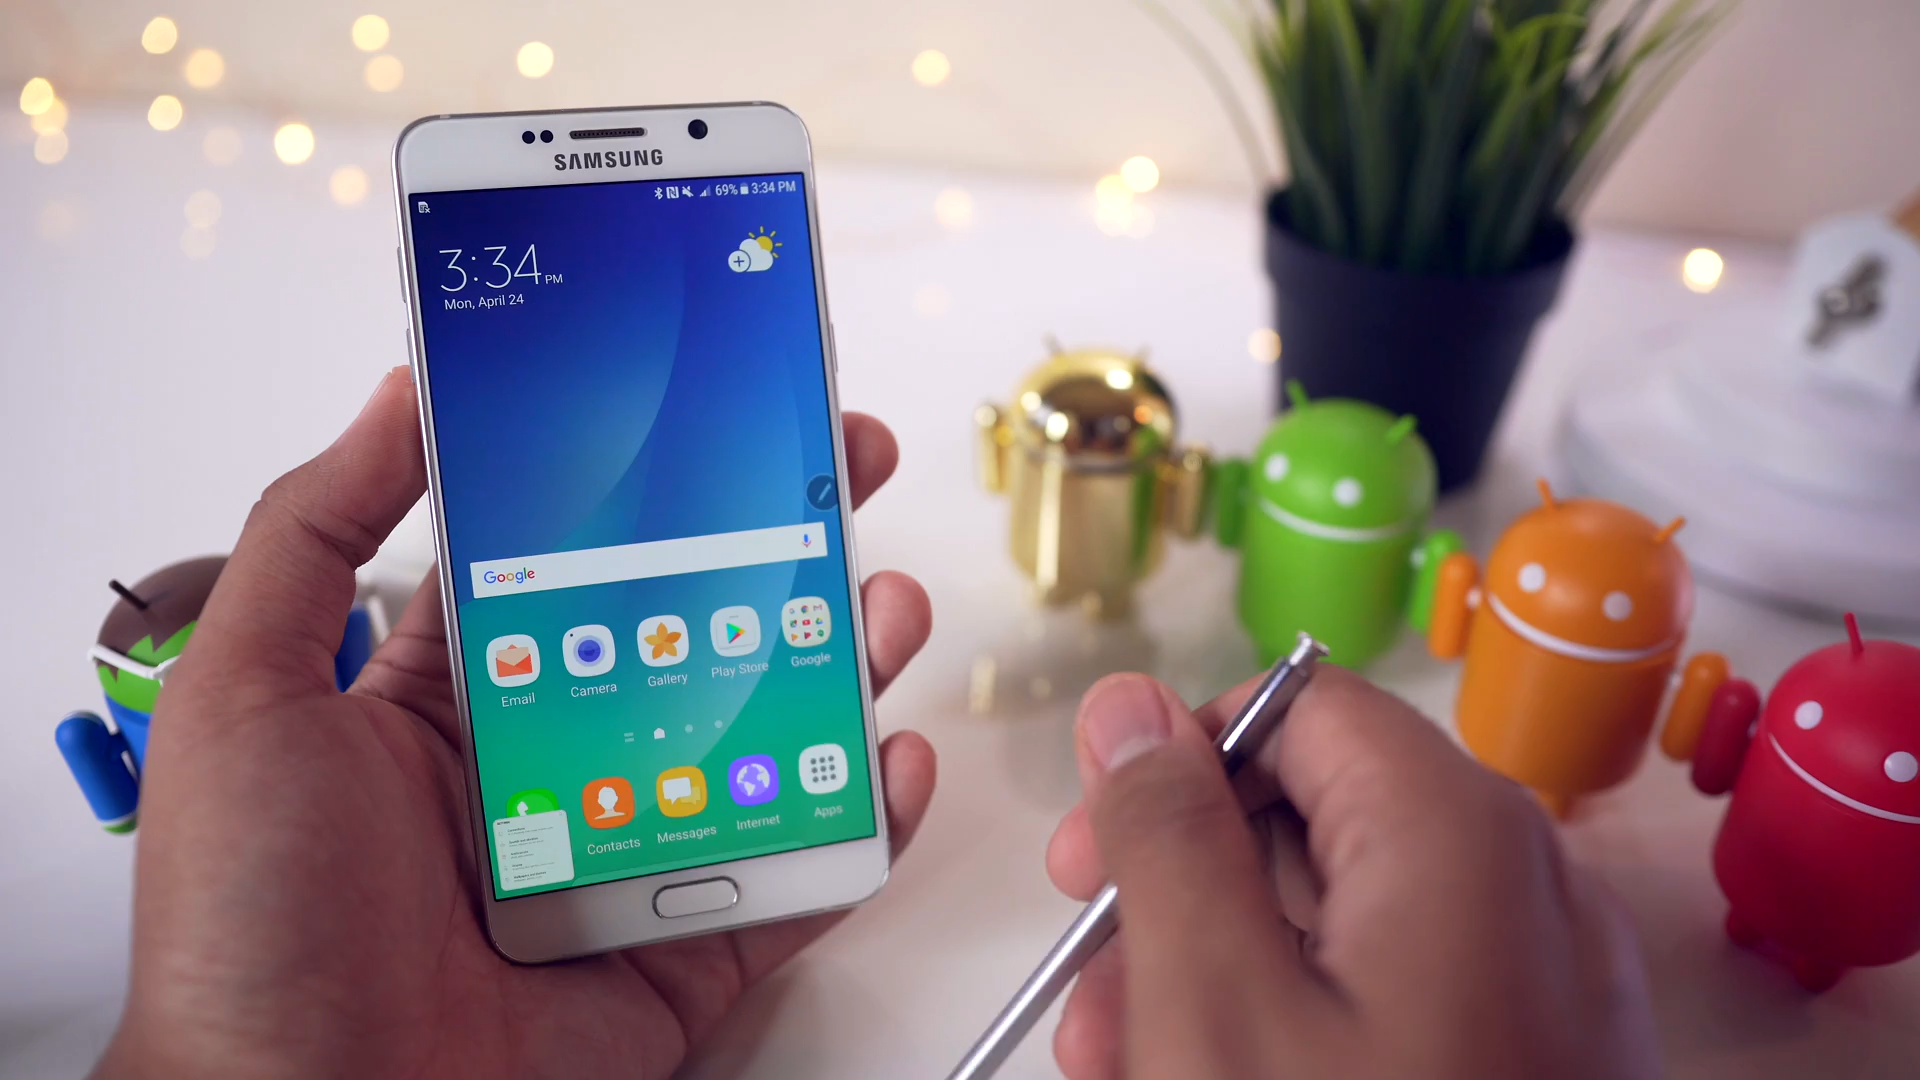 SAMSUNG
69% 3:34 PM
3:34 PM
Mon, April 24
Google
Email
Camera
Gallery
Play Store
Google
Contacts
Messages
Internet
Apps